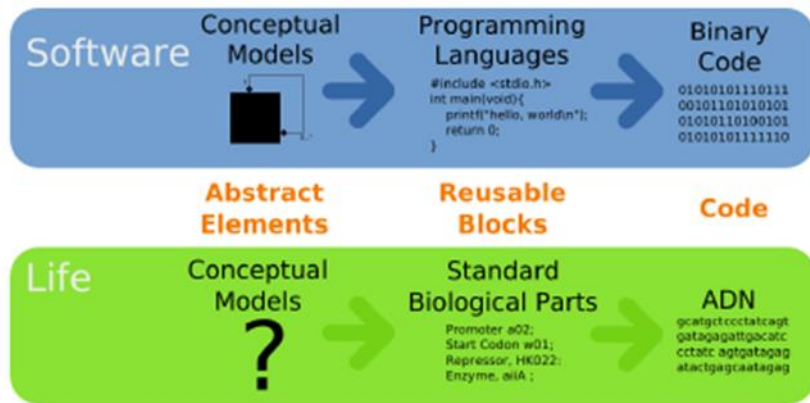 Software
Conceptual
Models
Programming
Languages
#include <stdio.h>
int main(void){
printf("hello, world\n");
return 0;
}
Binary
Code
01010101110111
00101101010101
01010110100101
01010101111110
Abstract
Elements
Reusable
Blocks
Code
Life
Conceptual
Models
?
Standard
Biological Parts
Promoter a02;
Start Codon w01;
Repressor, HK022:
Enzyme, aiiA ;
ADN
gcatgctccctatcagt
gatagagattgacatc
cctatc agtgatagag
atactgagcaatagag